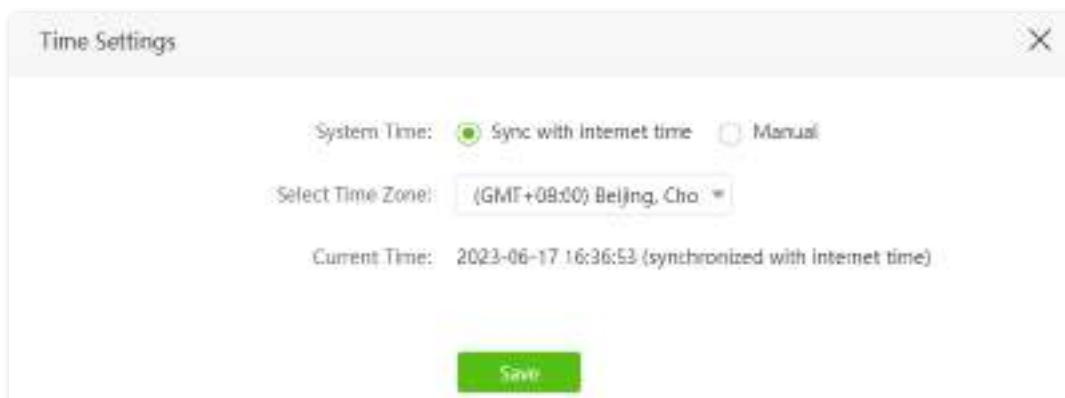 Time Settings
System Time: Sync with internet time Manual
Select Time Zone: (GMT+08:00) Beijing, Cho
Current Time: 2023-06-17 16:36:53 (synchronized with internet time)
Save